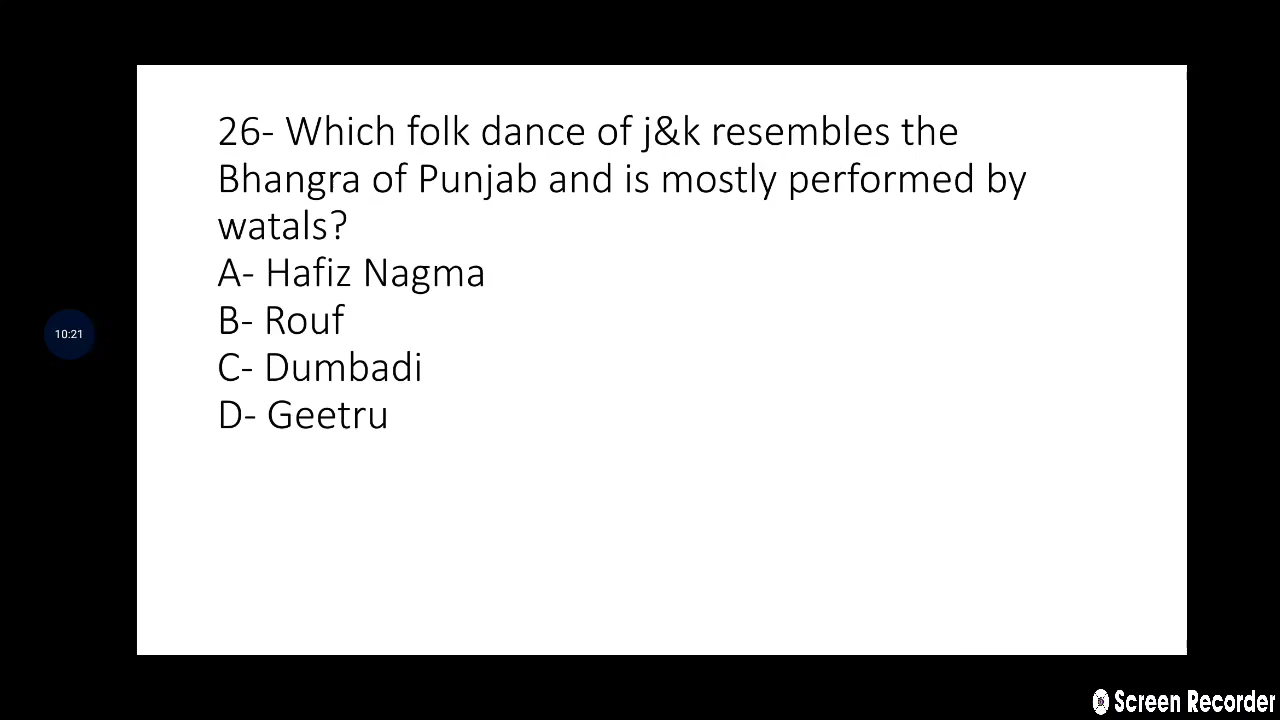 26- Which folk dance of j&k resembles the
Bhangra of Punjab and is mostly performed by
watals?
A- Hafiz Nagma
B- Rouf
C- Dumbadi
D- Geetru
10:21
Screen Recorder